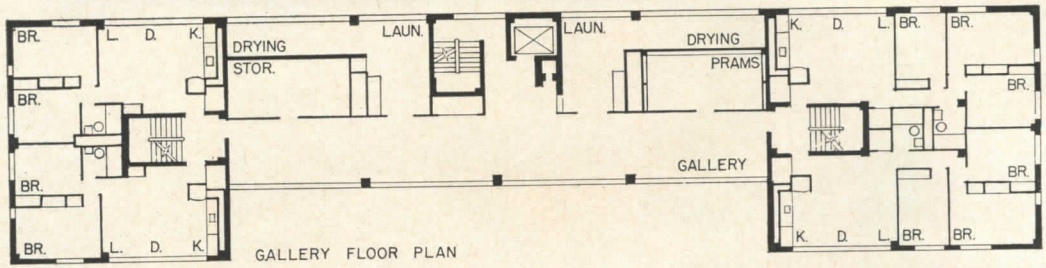 BR. L. D. K. LAUN. LAUN. K. D. L. BR. BR.
DRYING DRYING
STOR. PRAMS
BR. BR.
BR. GALLERY BR.
BR. L. D. K. K. D. L. BR. BR.
GALLERY FLOOR PLAN